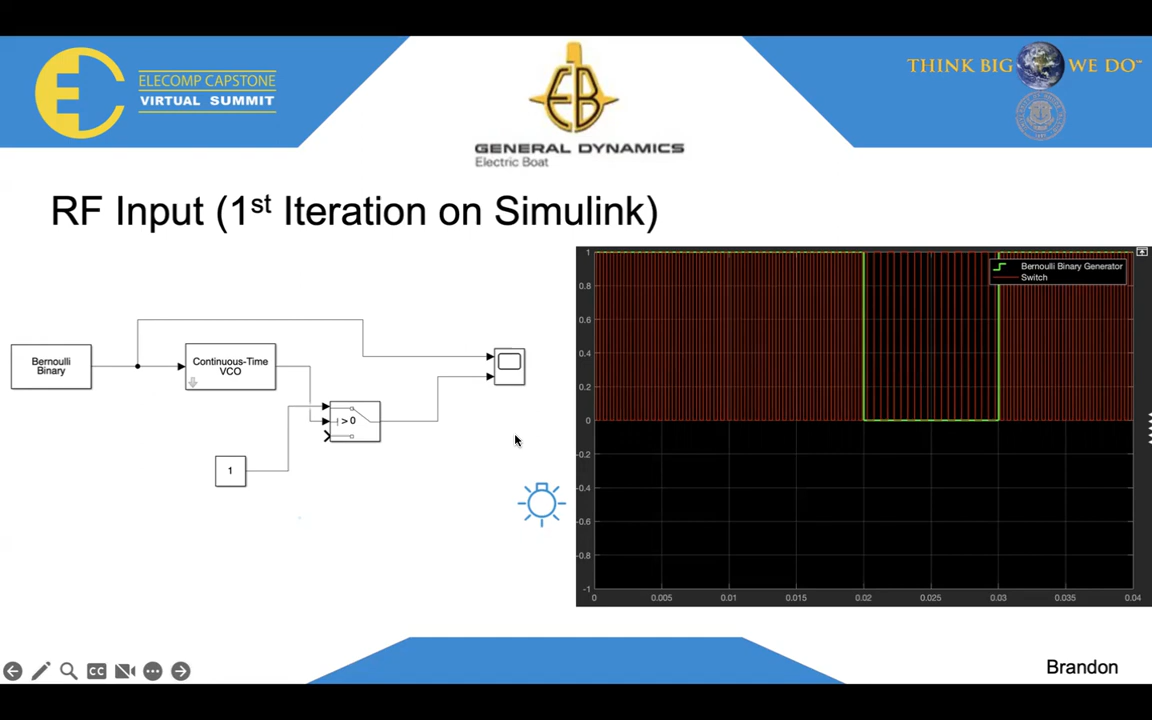 ELECOMP CAPSTONE
VIRTUAL SUMMIT
EB
GENERAL DYNAMICS
Electric Boat
THINK BIG WE DO™
RF Input (1st Iteration on Simulink)
Bernoulli
Binary
Continuous-Time
VCO
> 0
1
Bernoulli Binary Generator
Switch
1
0.8
0.6
0.4
0.2
0
-0.2
-0.4
-0.6
-0.8
-1
0 0.005 0.01 0.015 0.02 0.025 0.03 0.035 0.04
CC
Brandon